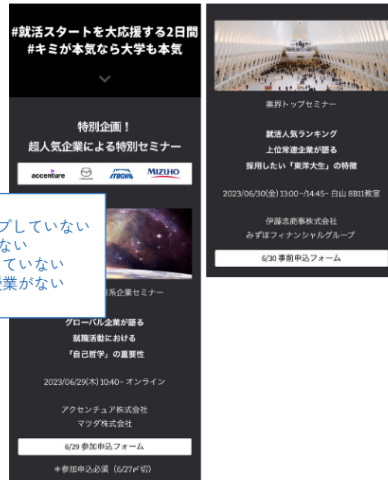 #就活スタートを大応援する2日間
#キミが本気なら大学も本気
特別企画！
超人気企業による特別セミナー
accenture
mazda
ITOCHU
MIZUHO
プしていない
ない
ていない
授業がない
系企業セミナー
グローバル企業が語る
就職活動における
「自己哲学」の重要性
2023/06/29(木) 10:40~ オンライン
アクセンチュア株式会社
マツダ株式会社
6/29 参加申込フォーム
＊参加申込必須（6/27〆切）
業界トップセミナー
就活人気ランキング
上位常連企業が語る
採用したい「東洋大生」の特徴
2023/06/30(金) 13:00~/14:45~ 白山 8B11教室
伊藤忠商事株式会社
みずほフィナンシャルグループ
6/30 事前申込フォーム